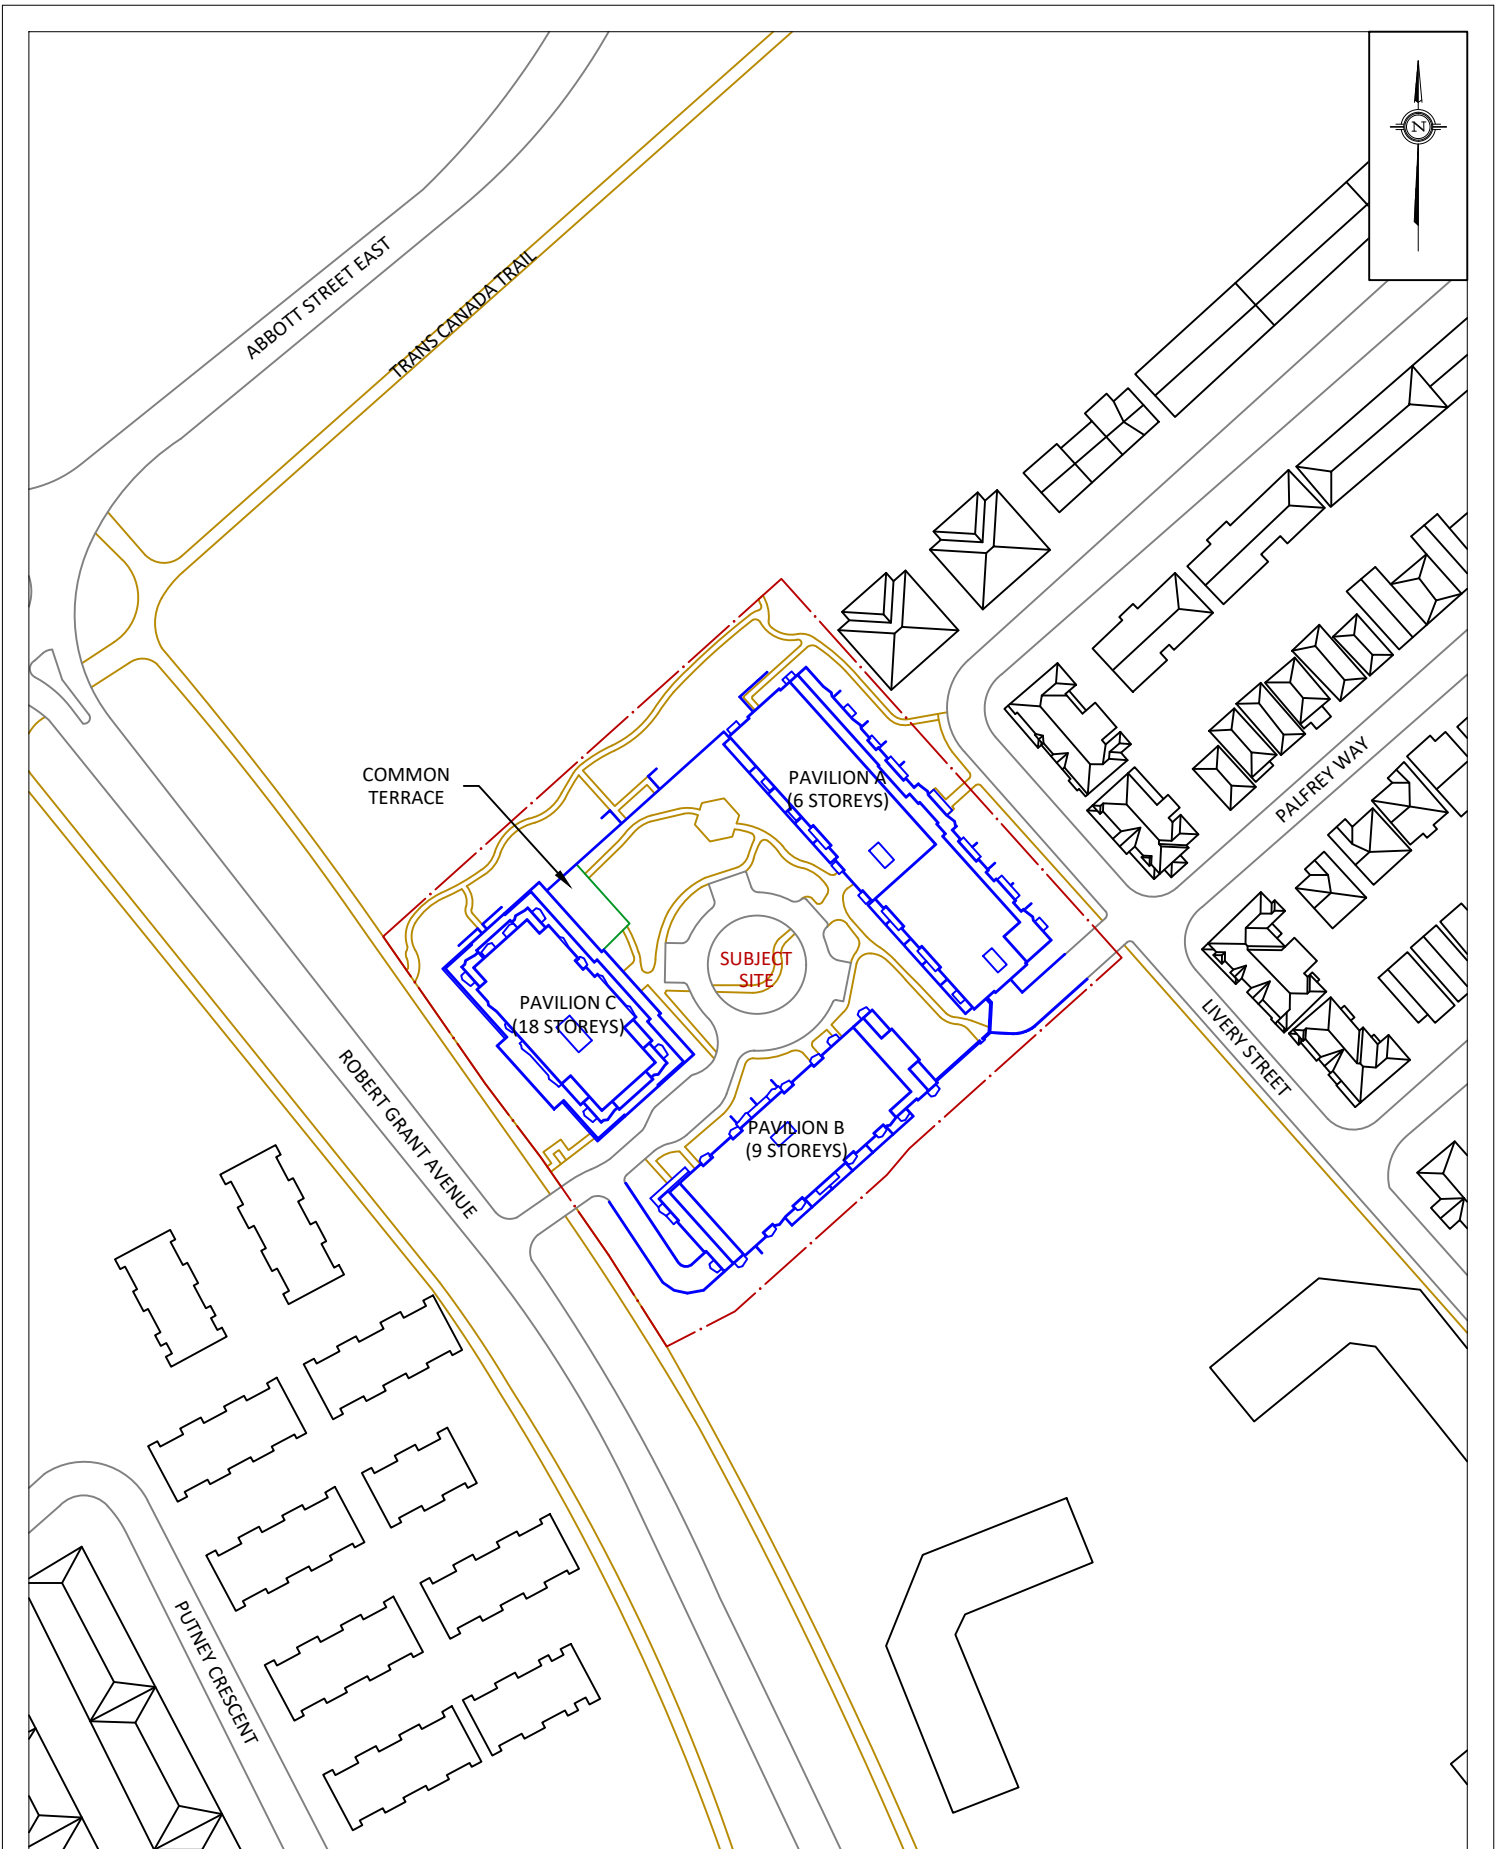 N
ABBOTT STREET EAST
TRANS CANADA TRAIL
COMMON
TERRACE
PAVILION A
(6 STOREYS)
PALFREY WAY
SUBJECT
SITE
PAVILION C
(18 STOREYS)
LIVERY STREET
ROBERT GRANT AVENUE
PAVILION B
(9 STOREYS)
PUTNEY CRESCENT